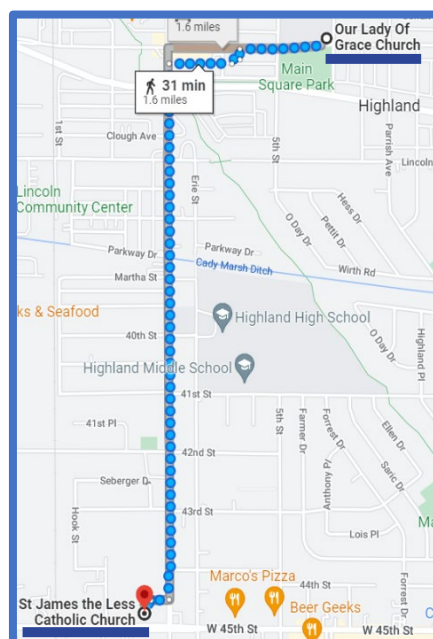 1.6 miles
Our Lady Of
Grace Church
31 min
1.6 miles
Main
Square Park
Highland
1st St
Clough Ave
5th St
Parrish Ave
Lincoln
Lincoln
Community Center
Erie St
Hess Dr
Pettit Dr
O Day Dr
Parkway Dr
Parkway Dr
Cady Marsh Ditch
Wirth Rd
Martha St
ks & Seafood
Highland High School
40th St
O Day Dr
Highland Middle School
Highland Pl
41st St
41st Pl
5th St
Farmer Dr
Forrest Dr
Ellen Dr
42nd St
Saric Dr
Seberger D
Anthony Pl
Hook St
43rd St
Ma
Lois Pl
Marco's Pizza
44th St
St James the Less
Catholic Church
Beer Geeks
Forrest Dr
W 45th St
W 45th St